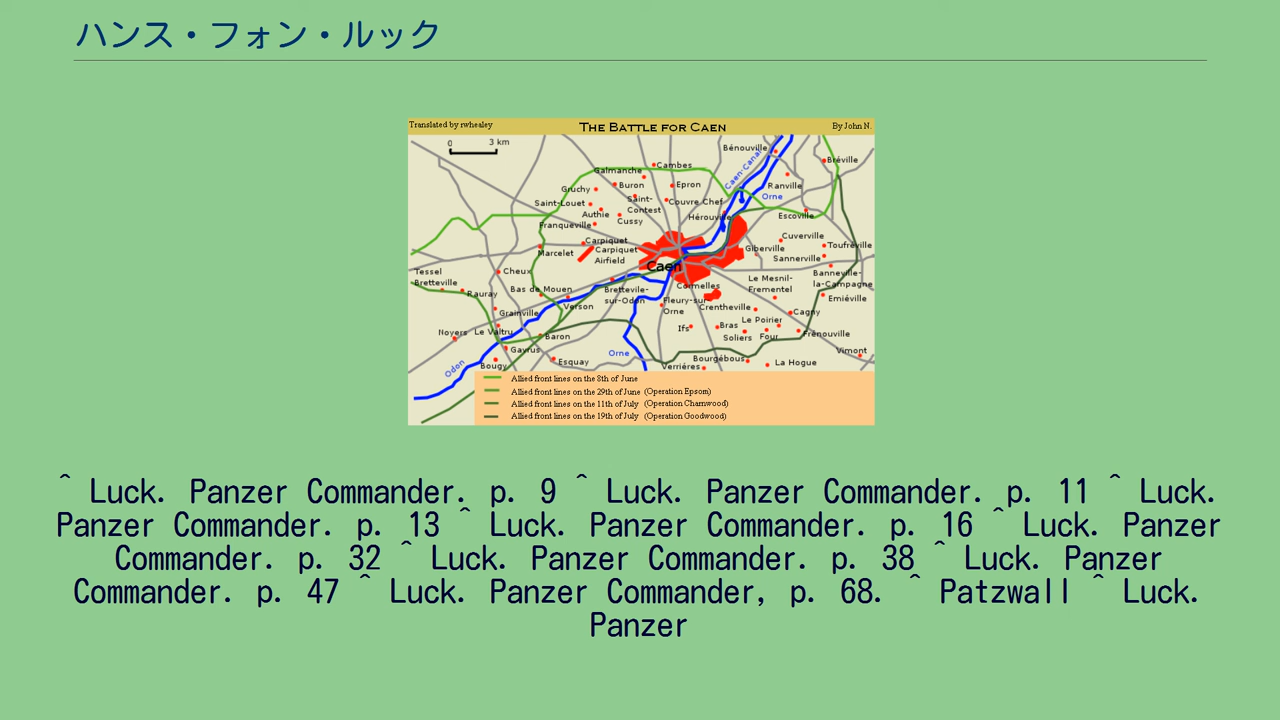 ハンス・フォン・ルック
Translated by rwhealey
The Battle for Caen
By John N.
0 3 km
Bénouville
Bréville
Cambes
Galmanche
Caen Canal
Buron
Epron
Ranville
Gruchy
Saint-Louet
Saint-
Contest
Couvre Chef
Orne
Authie
Cussy
Hérouville
Escoville
Franqueville
Cuverville
Carpiquet
Carpiquet
Airfield
Giberville
Toufréville
Marcelet
Sannerville
Caen
Tessel
Bretteville
Cheux
Banneville-
la-Campagne
Le Mesnil-
Frementel
Bas de Mouen
Brettevile-
sur-Odon
Cormelles
Rauray
Emiéville
Verson
Fleury-sur-
Orne
Crentheville
Grainville
Cagny
Le Poirier
Noyers
Le Valtru
Ifs
Bras
Baron
Soliers
Four
Frénouville
Gavrus
Orne
Vimont
Bougy
Esquay
Bourgébous
La Hogue
Verrières
Odon
Allied front lines on the 8th of June
Allied front lines on the 29th of June (Operation Epsom)
Allied front lines on the 11th of July (Operation Charnwood)
Allied front lines on the 19th of July (Operation Goodwood)
^ Luck. Panzer Commander. p. 9 ^ Luck. Panzer Commander. p. 11 ^ Luck.
Panzer Commander. p. 13 ^ Luck. Panzer Commander. p. 16 ^ Luck. Panzer
Commander. p. 32 ^ Luck. Panzer Commander. p. 38 ^ Luck. Panzer
Commander. p. 47 ^ Luck. Panzer Commander, p. 68. ^ Patzwall ^ Luck.
Panzer